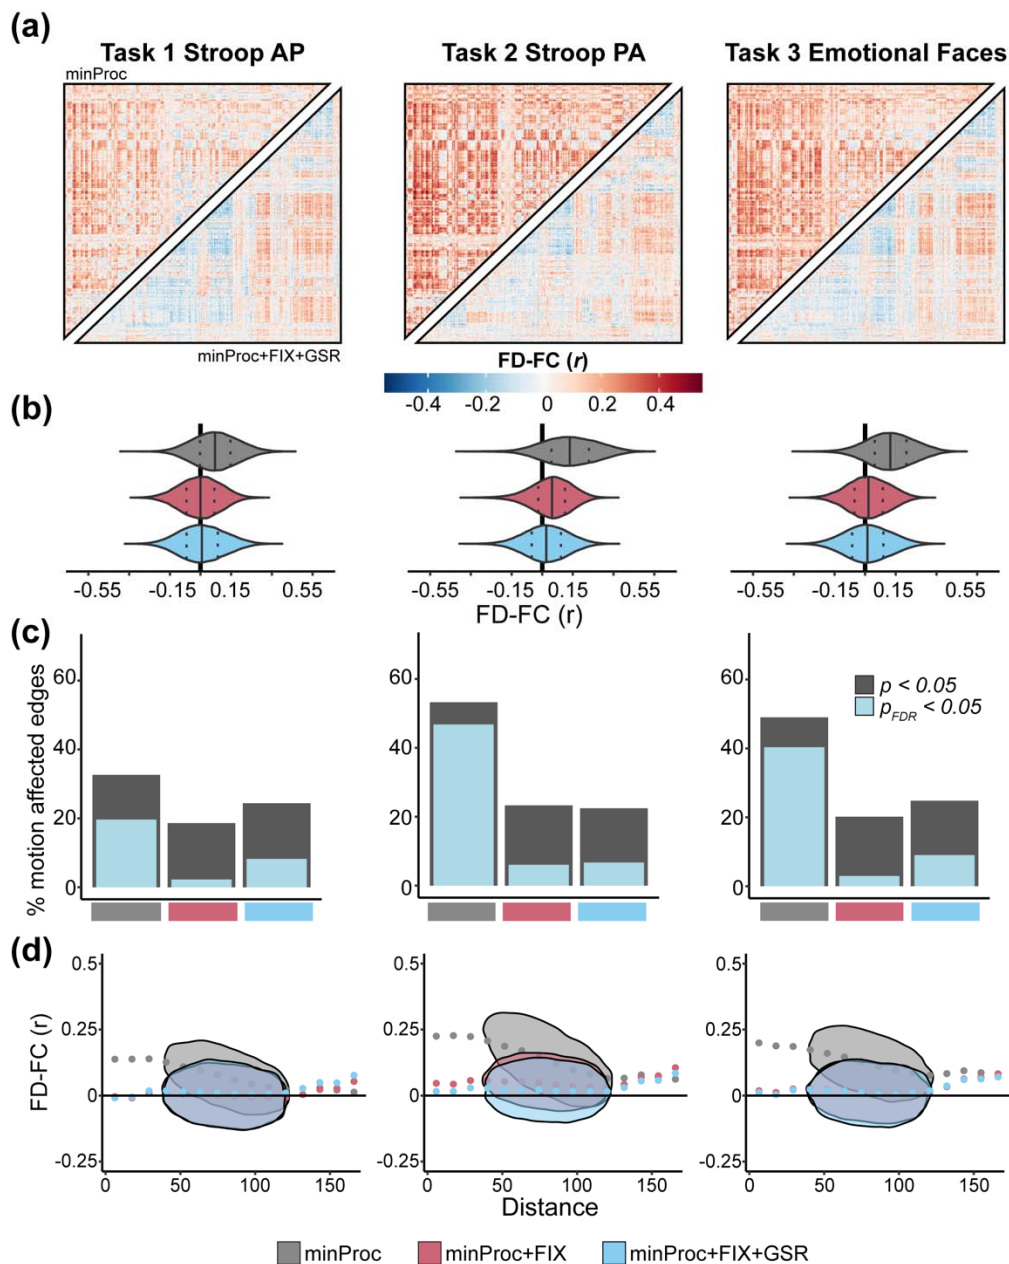 (a)
Task 1 Stroop AP Task 2 Stroop PA Task 3 Emotional Faces
minProc
minProc+FIX+GSR
FD-FC (r)
-0.4 -0.2 0 0.2 0.4
(b)
-0.55 -0.15 0.15 0.55 -0.55 -0.15 0.15 0.55 -0.55 -0.15 0.15 0.55
FD-FC (r)
(c)
% motion affected edges
60 60 60
40 40 40
20 20 20
0 0 0
p < 0.05
pFDR < 0.05
(d)
FD-FC (r)
0.5 0.5 0.5
0.25 0.25 0.25
0 0 0
-0.25 -0.25 -0.25
0 50 100 150 0 50 100 150 0 50 100 150
Distance
minProc minProc+FIX minProc+FIX+GSR